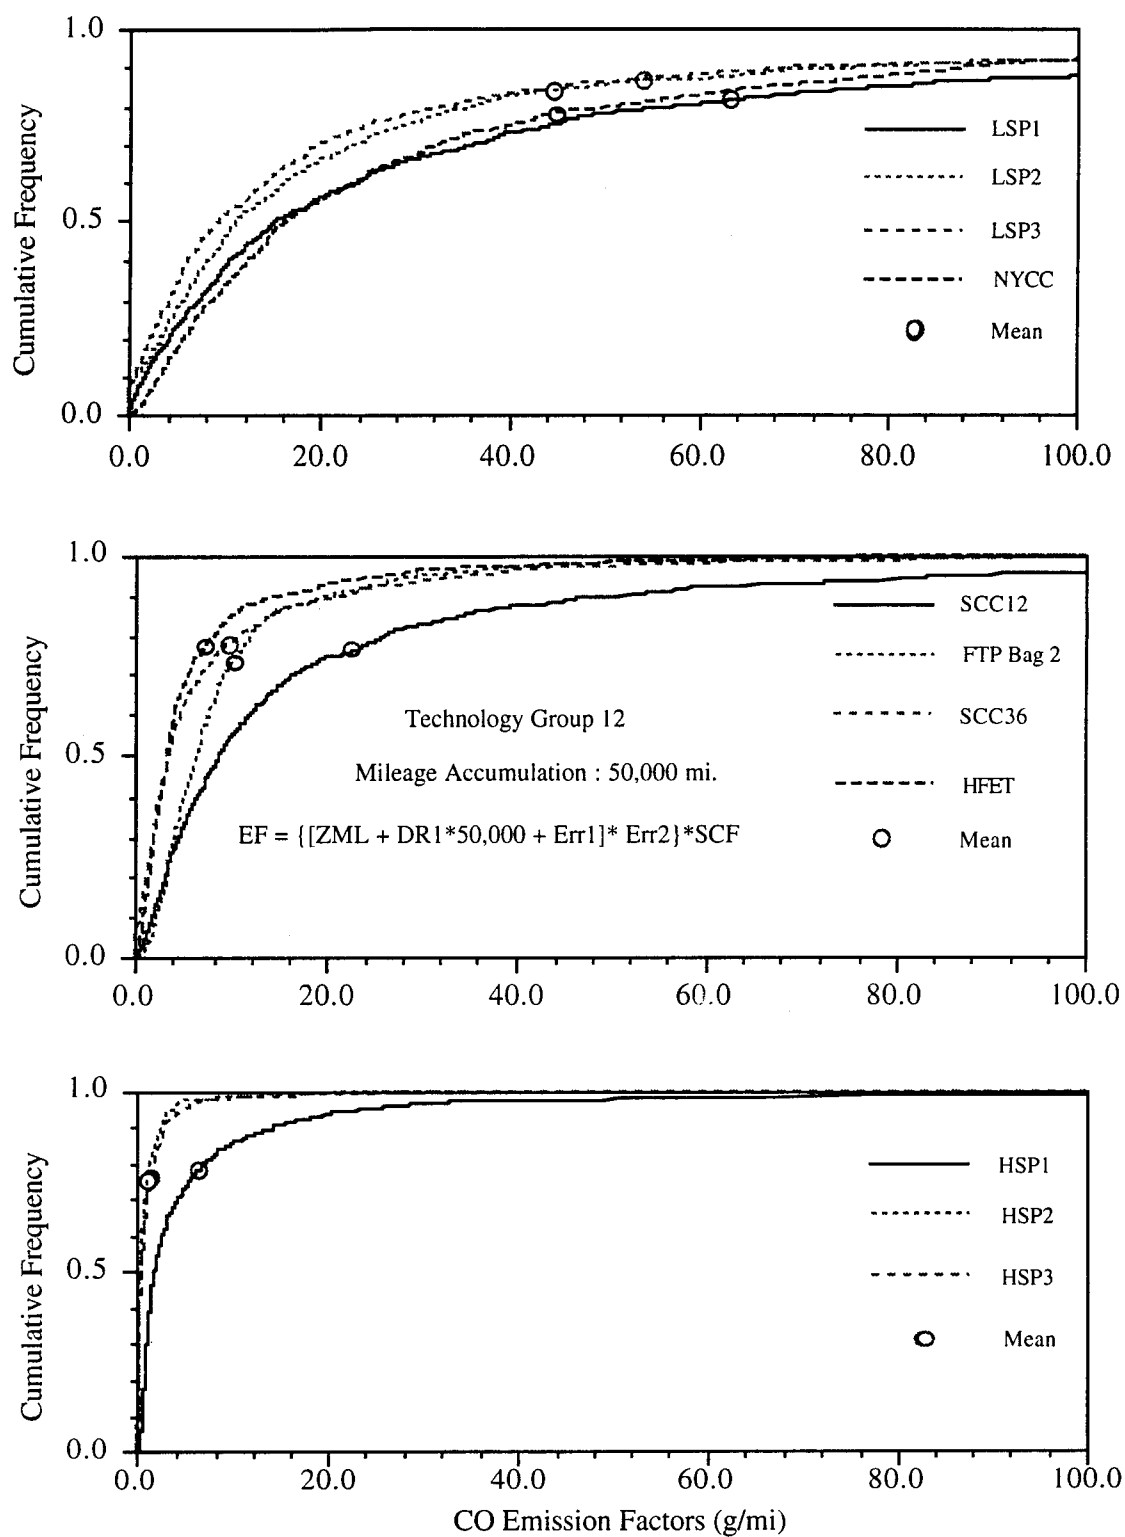 1.0
0.5
0.0
Cumulative Frequency
LSP1
LSP2
LSP3
NYCC
Mean
0.0 20.0 40.0 60.0 80.0 100.0
1.0
0.5
0.0
Cumulative Frequency
SCC12
FTP Bag 2
SCC36
HFET
Mean
Technology Group 12
Mileage Accumulation : 50,000 mi.
EF = {[ZML + DR1*50,000 + Err1]* Err2}*SCF
0.0 20.0 40.0 60.0 80.0 100.0
1.0
0.5
0.0
Cumulative Frequency
HSP1
HSP2
HSP3
Mean
0.0 20.0 40.0 60.0 80.0 100.0
CO Emission Factors (g/mi)